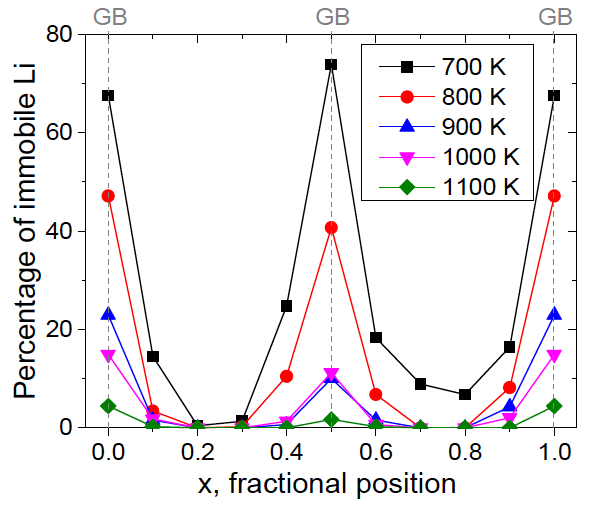 GB GB GB
80
60
40
20
0
Percentage of immobile Li
700 K
800 K
900 K
1000 K
1100 K
0.0 0.2 0.4 0.6 0.8 1.0
x, fractional position